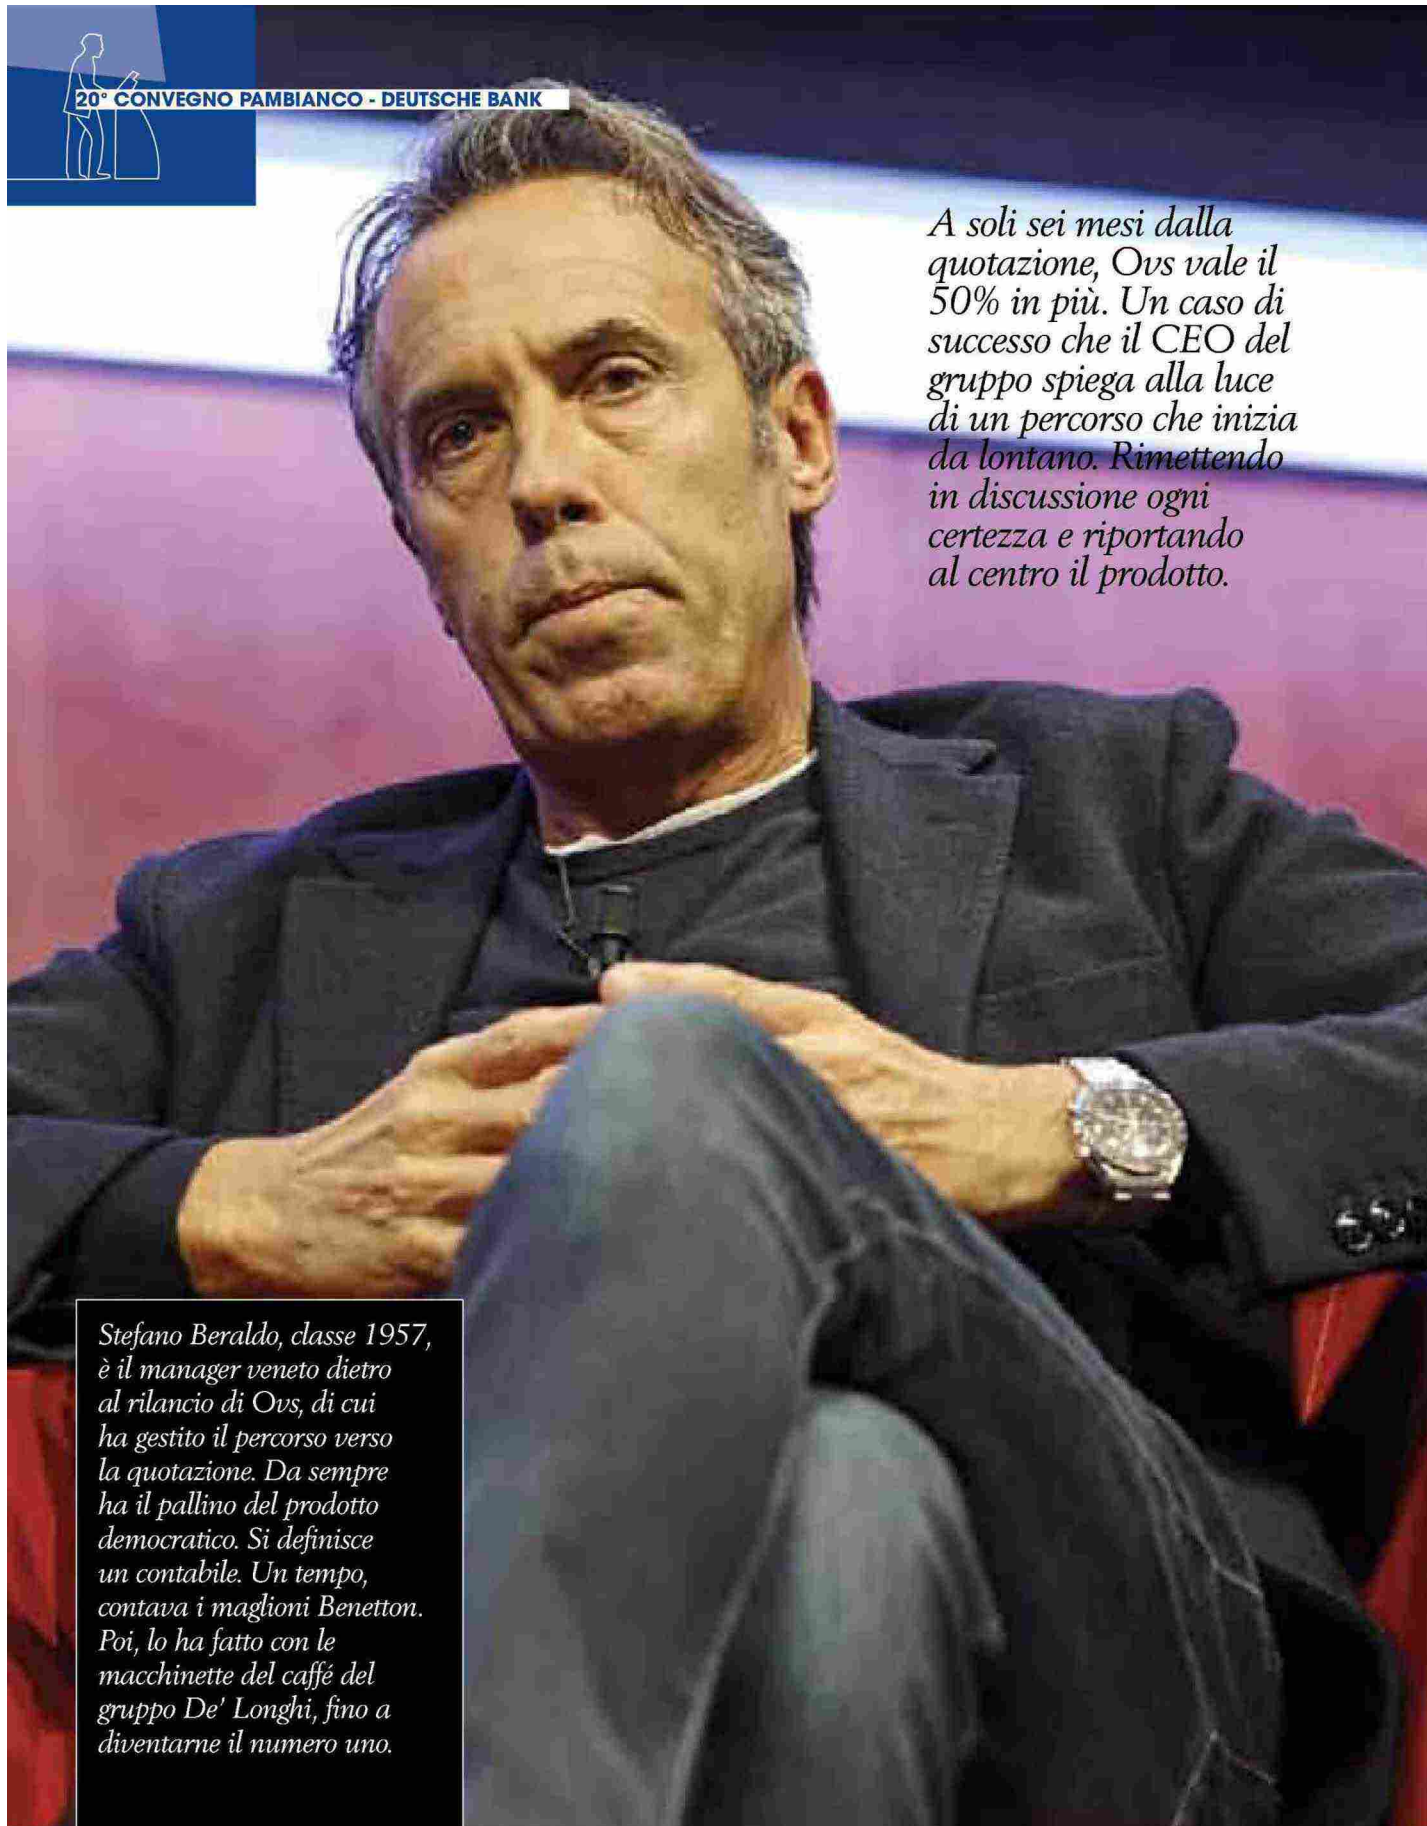 20° CONVEGNO PAMBIANCO - DEUTSCHE BANK
A soli sei mesi dalla
quotazione, Ovs vale il
50% in più. Un caso di
successo che il CEO del
gruppo spiega alla luce
di un percorso che inizia
da lontano. Rimettendo
in discussione ogni
certezza e riportando
al centro il prodotto.
Stefano Beraldo, classe 1957,
è il manager veneto dietro
al rilancio di Ovs, di cui
ha gestito il percorso verso
la quotazione. Da sempre
ha il pallino del prodotto
democratico. Si definisce
un contabile. Un tempo,
contava i maglioni Benetton.
Poi, lo ha fatto con le
macchinette del caffé del
gruppo De' Longhi, fino a
diventarne il numero uno.